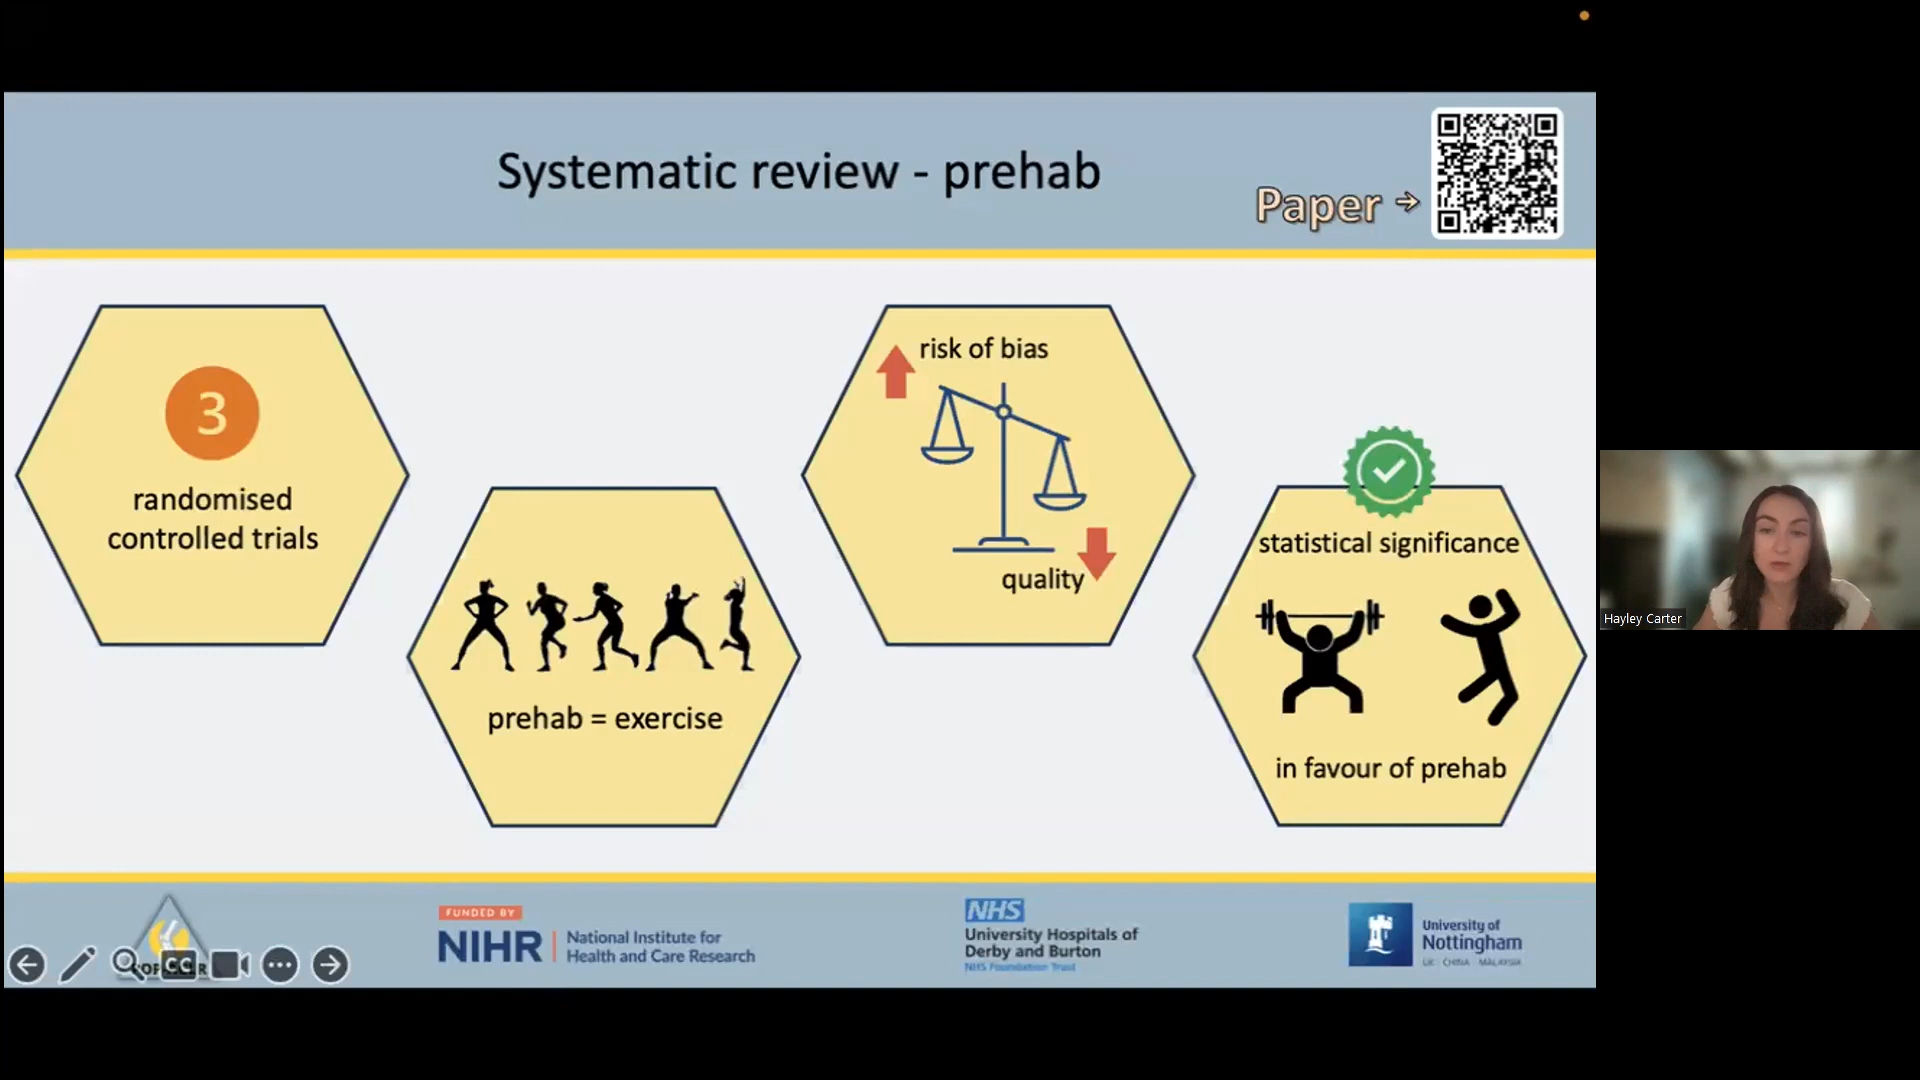 Systematic review - prehab
Paper →
3
randomised
controlled trials
prehab = exercise
risk of bias
quality
statistical significance
in favour of prehab
Hayley Carter
FUNDED BY
NIHR
National Institute for
Health and Care Research
NHS
University Hospitals of
Derby and Burton
NHS Foundation Trust
University of
Nottingham
UK | CHINA | MALAYSIA
CC